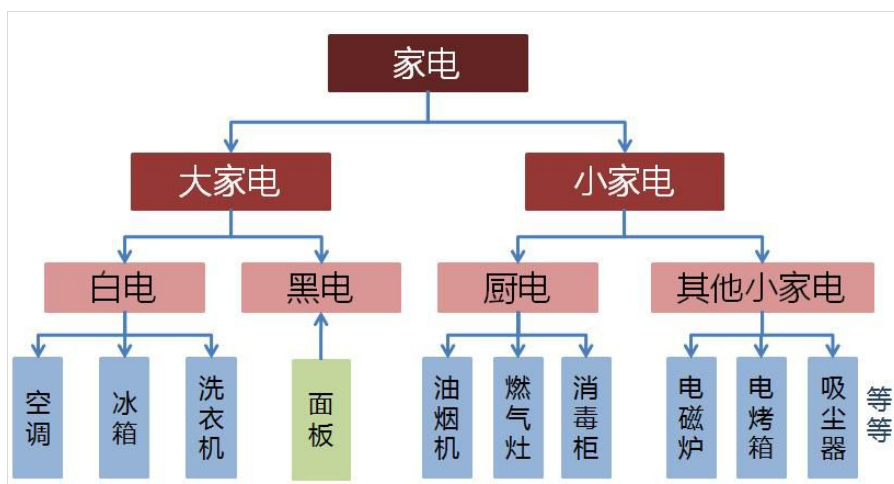 家电
大家电
小家电
白电
黑电
厨电
其他小家电
空调
冰箱
洗衣机
面板
油烟机
燃气灶
消毒柜
电磁炉
电烤箱
吸尘器
等等